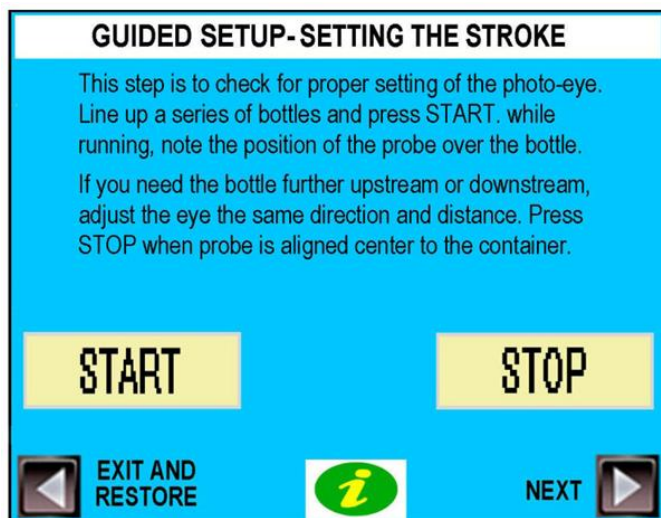 GUIDED SETUP-SETTING THE STROKE
This step is to check for proper setting of the photo-eye.
Line up a series of bottles and press START. while
running, note the position of the probe over the bottle.
If you need the bottle further upstream or downstream,
adjust the eye the same direction and distance. Press
STOP when probe is aligned center to the container.
START
STOP
EXIT AND
RESTORE
i
NEXT